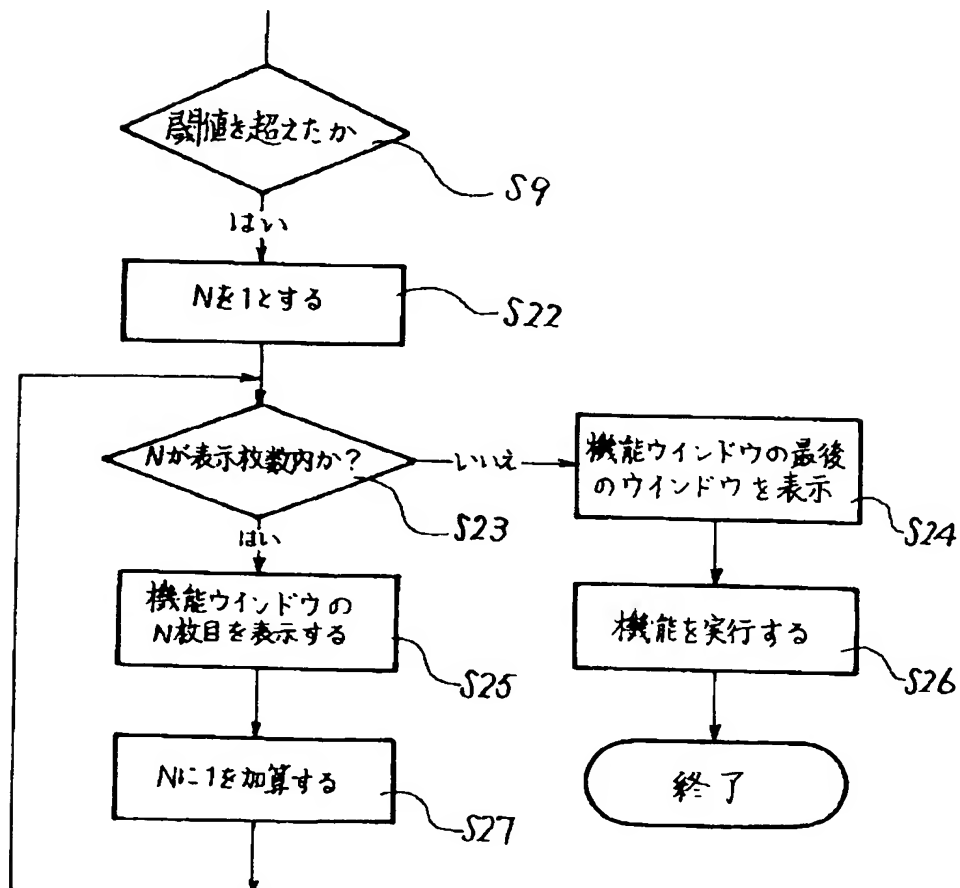 閾値を超えたか
S9
はい
Nを1とする
S22
Nが表示枚数内か?
いいえ
S23
はい
機能ウインドウの最後
のウインドウを表示
S24
機能ウインドウの
N枚目を表示する
S25
機能を実行する
S26
Nに1を加算する
S27
終了